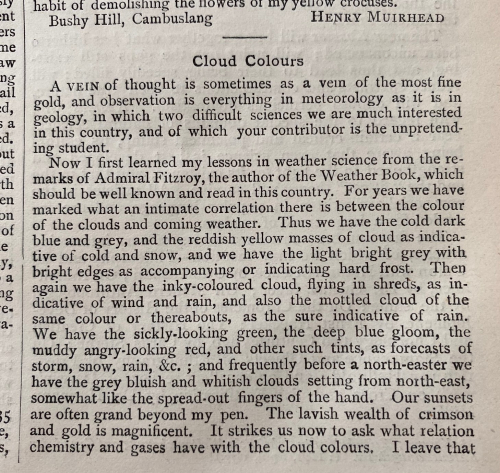 habit of demolishing the flowers of my yellow crocuses.
Bushy Hill, Cambuslang HENRY MUIRHEAD
Cloud Colours
A VEIN of thought is sometimes as a vein of the most fine
gold, and observation is everything in meteorology as it is in
geology, in which two difficult sciences we are much interested
in this country, and of which your contributor is the unpretend-
ing student.
Now I first learned my lessons in weather science from the re-
marks of Admiral Fitzroy, the author of the Weather Book, which
should be well known and read in this country. For years we have
marked what an intimate correlation there is between the colour
of the clouds and coming weather. Thus we have the cold dark
blue and grey, and the reddish yellow masses of cloud as indica-
tive of cold and snow, and we have the light bright grey with
bright edges as accompanying or indicating hard frost. Then
again we have the inky-coloured cloud, flying in shreds, as in-
dicative of wind and rain, and also the mottled cloud of the
same colour or thereabouts, as the sure indicative of rain.
We have the sickly-looking green, the deep blue gloom, the
muddy angry-looking red, and other such tints, as forecasts of
storm, snow, rain, &c. ; and frequently before a north-easter we
have the grey bluish and whitish clouds setting from north-east,
somewhat like the spread-out fingers of the hand. Our sunsets
are often grand beyond my pen. The lavish wealth of crimson
and gold is magnificent. It strikes us now to ask what relation
chemistry and gases have with the cloud colours. I leave that